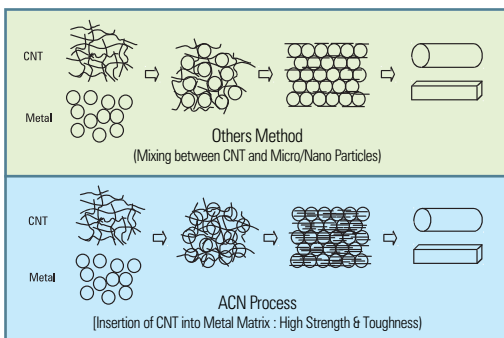 CNT
Metal
Others Method
(Mixing between CNT and Micro/Nano Particles)
CNT
Metal
ACN Process
[Insertion of CNT into Metal Matrix : High Strength & Toughness)